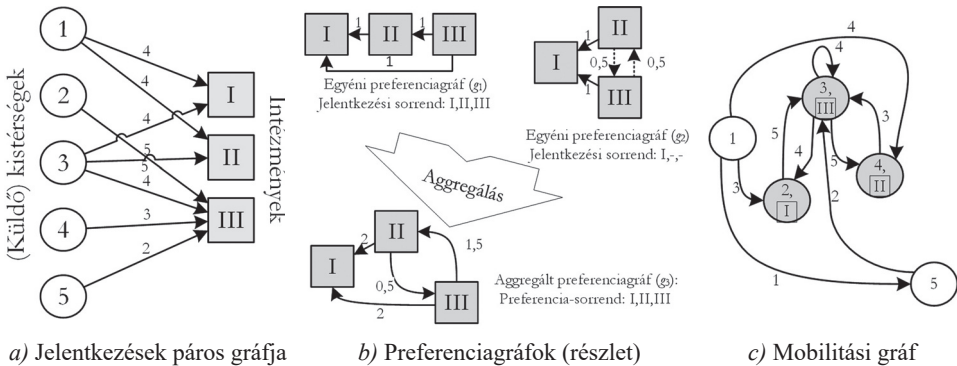 (Küldő) kistérségek
1
2
3
4
5
4
4
4
5
5
4
3
2
I
II
III
Intézmények
I
II
III
1
1
1
Egyéni preferenciagráf (g1)
Jelentkezési sorrend: I,II,III
I
II
III
1
1
0,5
0,5
Egyéni preferenciagráf (g2)
Jelentkezési sorrend: I,-,-
Aggregálás
I
II
III
2
0,5
1,5
2
Aggregált preferenciagráf (g3):
Preferencia-sorrend: I,II,III
1
3,
III
2,
I
4,
II
5
4
4
3
5
4
5
3
2
1
a) Jelentkezések páros gráfja
b) Preferenciagráfok (részlet)
c) Mobilitási gráf